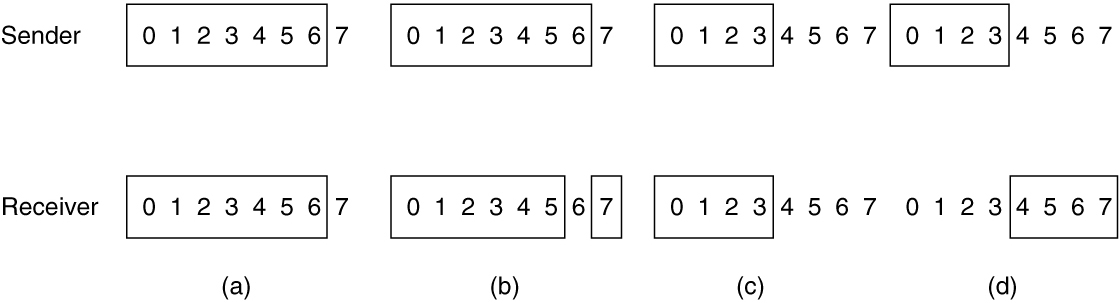 Sender 0 1 2 3 4 5 6 7 0 1 2 3 4 5 6 7 0 1 2 3 4 5 6 7 0 1 2 3 4 5 6 7
Receiver 0 1 2 3 4 5 6 7 0 1 2 3 4 5 6 7 0 1 2 3 4 5 6 7 0 1 2 3 4 5 6 7
(a) (b) (c) (d)